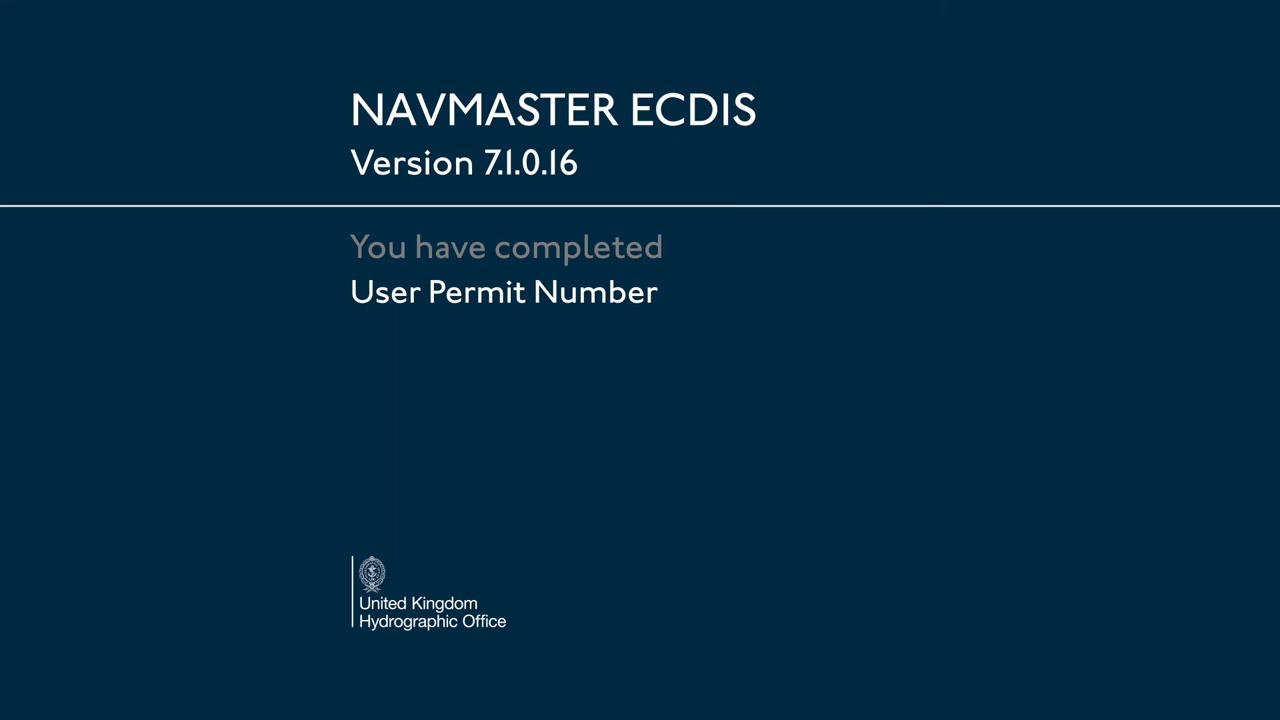 NAVMASTER ECDIS
Version 7.1.0.16
You have completed
User Permit Number
United Kingdom
Hydrographic Office